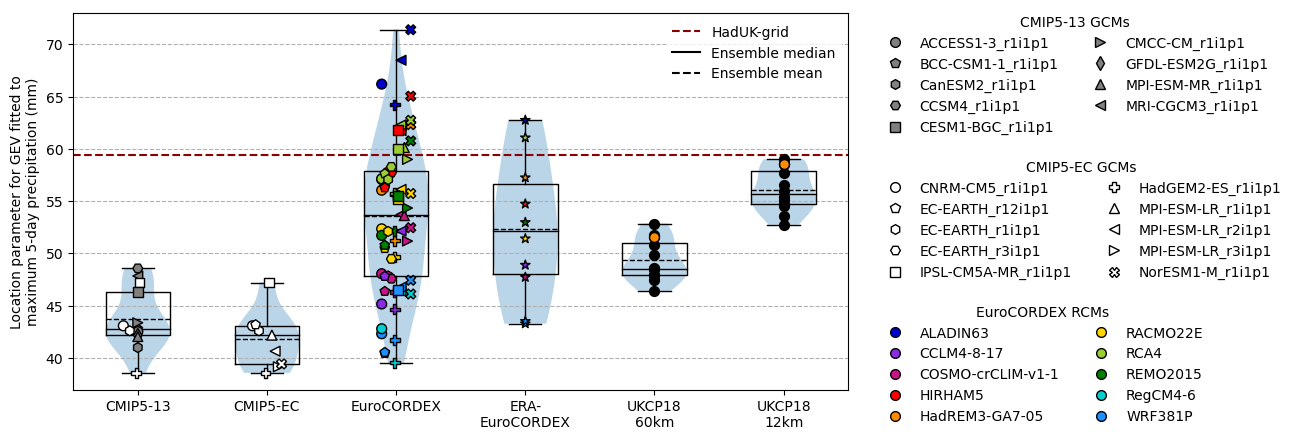 Location parameter for GEV fitted to
maximum 5-day precipitation (mm)
70
65
60
55
50
45
40
HadUK-grid
Ensemble median
Ensemble mean
CMIP5-13
CMIP5-EC
EuroCORDEX
ERA-
EuroCORDEX
UKCP18
60km
UKCP18
12km
CMIP5-13 GCMs
ACCESS1-3_r1i1p1
BCC-CSM1-1_r1i1p1
CanESM2_r1i1p1
CCSM4_r1i1p1
CESM1-BGC_r1i1p1
CMCC-CM_r1i1p1
GFDL-ESM2G_r1i1p1
MPI-ESM-MR_r1i1p1
MRI-CGCM3_r1i1p1
CMIP5-EC GCMs
CNRM-CM5_r1i1p1
EC-EARTH_r12i1p1
EC-EARTH_r1i1p1
EC-EARTH_r3i1p1
IPSL-CM5A-MR_r1i1p1
HadGEM2-ES_r1i1p1
MPI-ESM-LR_r1i1p1
MPI-ESM-LR_r2i1p1
MPI-ESM-LR_r3i1p1
NorESM1-M_r1i1p1
EuroCORDEX RCMs
ALADIN63
CCLM4-8-17
COSMO-crCLIM-v1-1
HIRHAM5
HadREM3-GA7-05
RACMO22E
RCA4
REMO2015
RegCM4-6
WRF381P